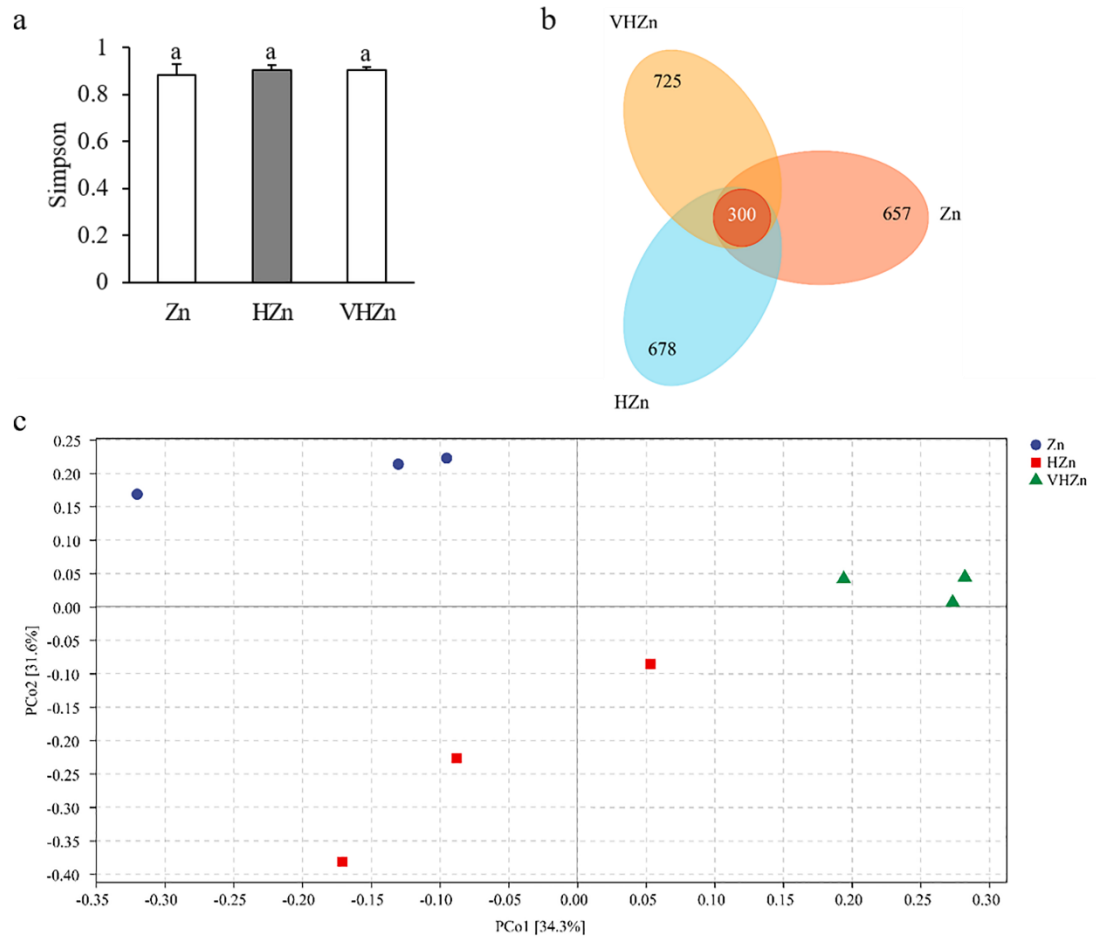 a
1
0.8
0.6
0.4
0.2
0
Simpson
a
a
a
Zn
HZn
VHZn
b
VHZn
725
300
657
Zn
678
HZn
c
0.25
0.20
0.15
0.10
0.05
0.00
-0.05
-0.10
-0.15
-0.20
-0.25
-0.30
-0.35
-0.40
PCo2 [31.6%]
-0.35
-0.30
-0.25
-0.20
-0.15
-0.10
-0.05
0.00
0.05
0.10
0.15
0.20
0.25
0.30
PCo1 [34.3%]
Zn
HZn
VHZn